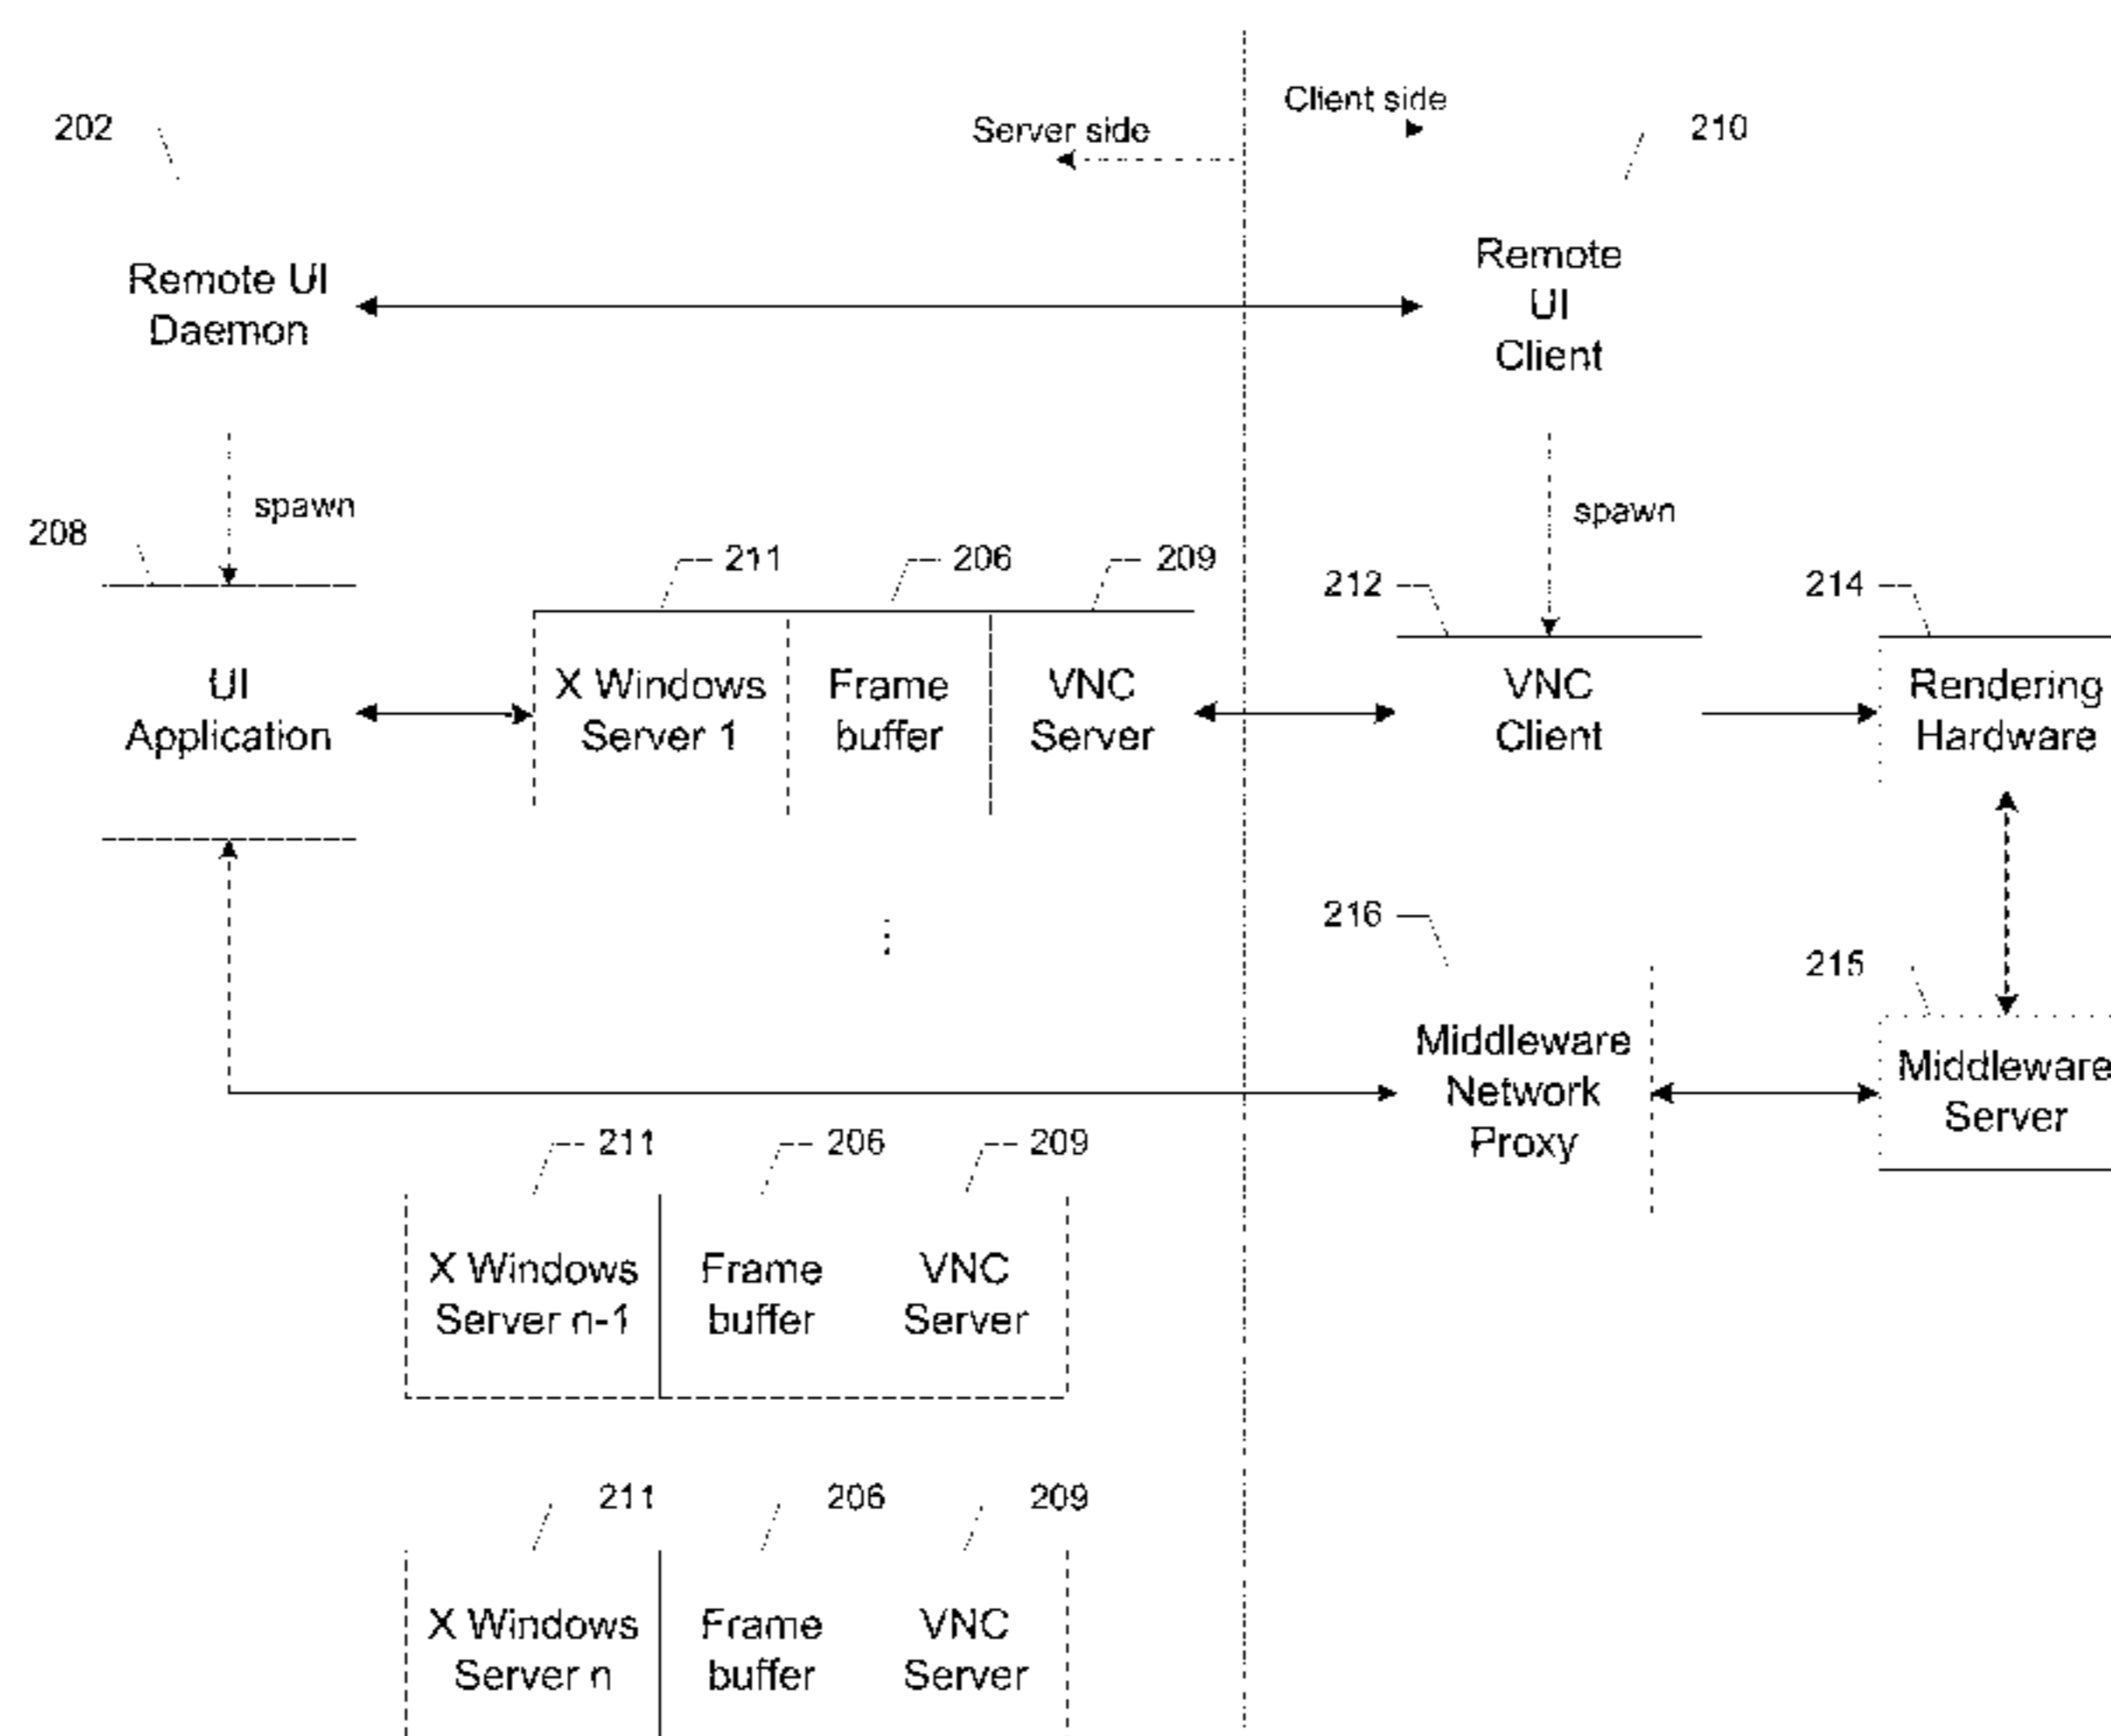 Client side
202
Server side
210
Remote UI
Daemon
Remote
UI
Client
spawn
spawn
208
211
206
209
212
214
UI
Application
X Windows
Server 1
Frame
buffer
VNC
Server
VNC
Client
Rendering
Hardware
216
215
Middleware
Network
Proxy
Middleware
Server
211
206
209
X Windows
Server n-1
Frame
buffer
VNC
Server
211
206
209
X Windows
Server n
Frame
buffer
VNC
Server